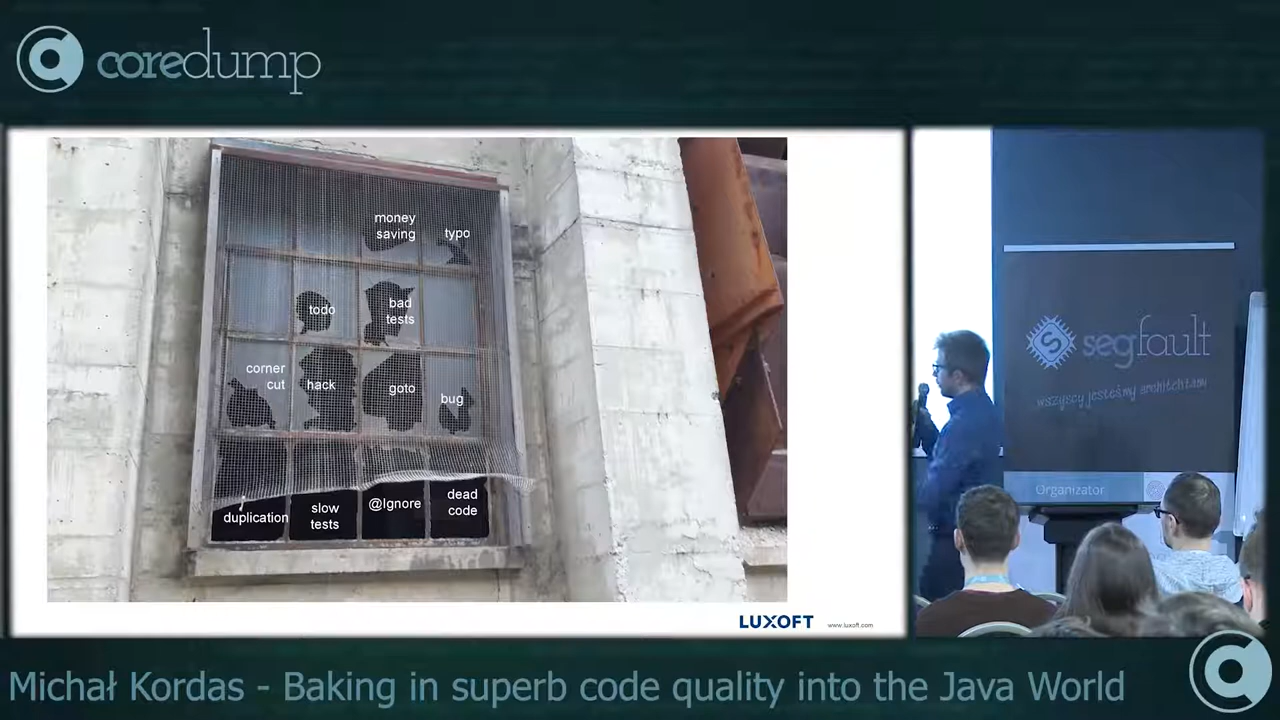 coredump
money
saving
typo
todo
bad
tests
corner
cut
hack
goto
bug
duplication
slow
tests
@Ignore
dead
code
LUXOFT
www.luxoft.com
S
segfault
wszyscy jesteśmy architektami
Organizator
Michał Kordas - Baking in superb code quality into the Java World